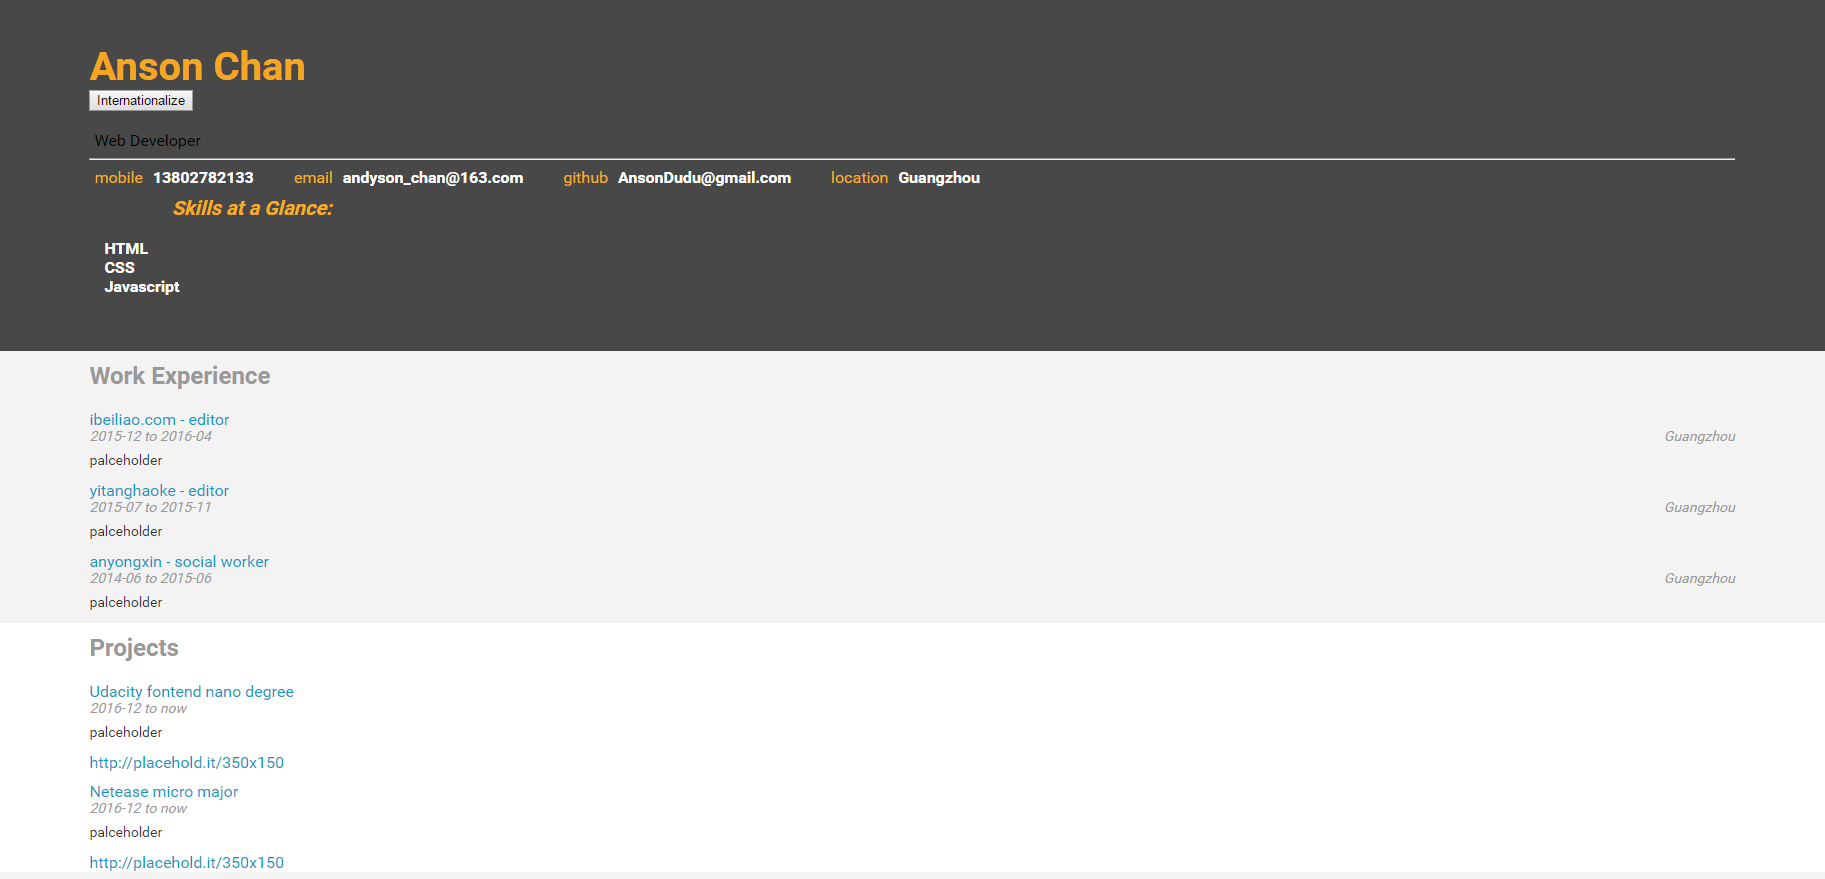 Anson Chan
Internationalize
Web Developer
mobile 13802782133 email andyson_chan@163.com github AnsonDudu@gmail.com location Guangzhou
Skills at a Glance:
HTML
CSS
Javascript
Work Experience
ibeiliao.com - editor
2015-12 to 2016-04 Guangzhou
palceholder
yitanghaoke - editor
2015-07 to 2015-11 Guangzhou
palceholder
anyongxin - social worker
2014-06 to 2015-06 Guangzhou
palceholder
Projects
Udacity fontend nano degree
2016-12 to now
palceholder
http://placehold.it/350x150
Netease micro major
2016-12 to now
palceholder
http://placehold.it/350x150